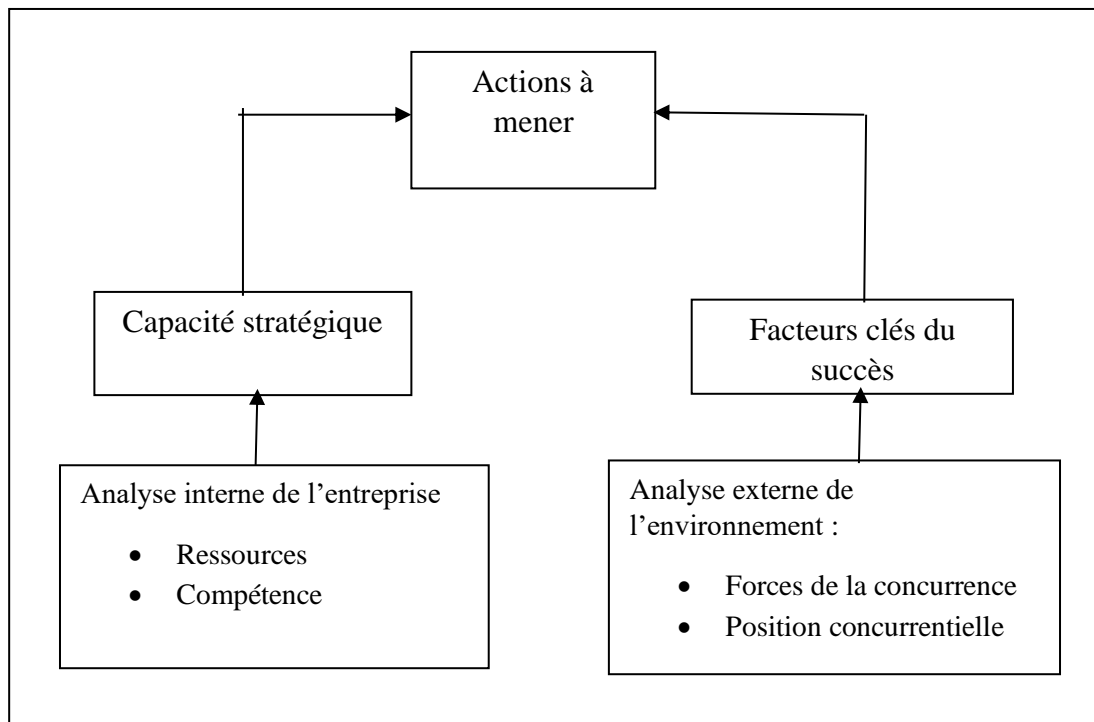 Actions à
mener
Capacité stratégique
Facteurs clés du
succès
Analyse interne de l’entreprise
• Ressources
• Compétence
Analyse externe de
l’environnement :
• Forces de la concurrence
• Position concurrentielle